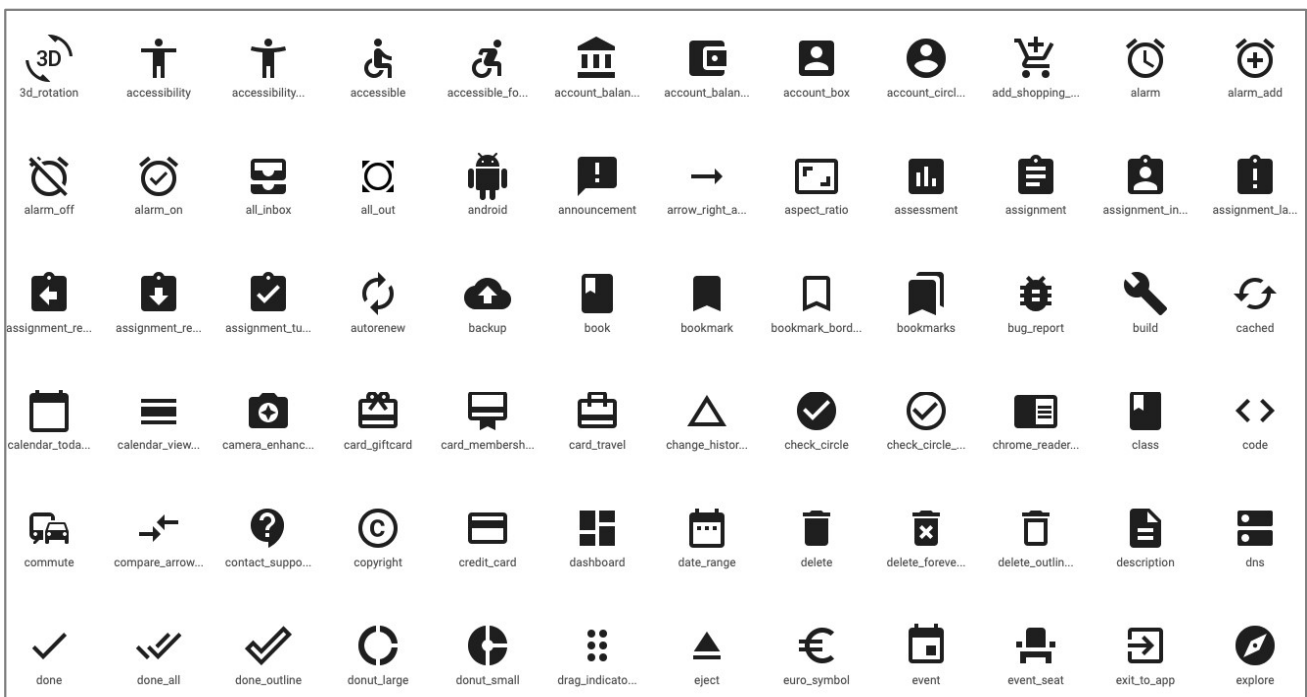 3D
3d_rotation accessibility accessibility... accessible accessible_fo... account_balan... account_balan... account_box account_circl... add_shopping_... alarm alarm_add
alarm_off alarm_on all_inbox all_out android announcement arrow_right_a... aspect_ratio assessment assignment assignment_in... assignment_la...
assignment_re... assignment_re... assignment_tu... autorenew backup book bookmark bookmark_bord... bookmarks bug_report build cached
calendar_toda... calendar_view... camera_enhanc... card_giftcard card_membersh... card_travel change_histor... check_circle check_circle_... chrome_reader... class code
commute compare_arrow... contact_suppo... copyright credit_card dashboard date_range delete delete_foreve... delete_outlin... description dns
done done_all done_outline donut_large donut_small drag_indicato... eject euro_symbol event event_seat exit_to_app explore